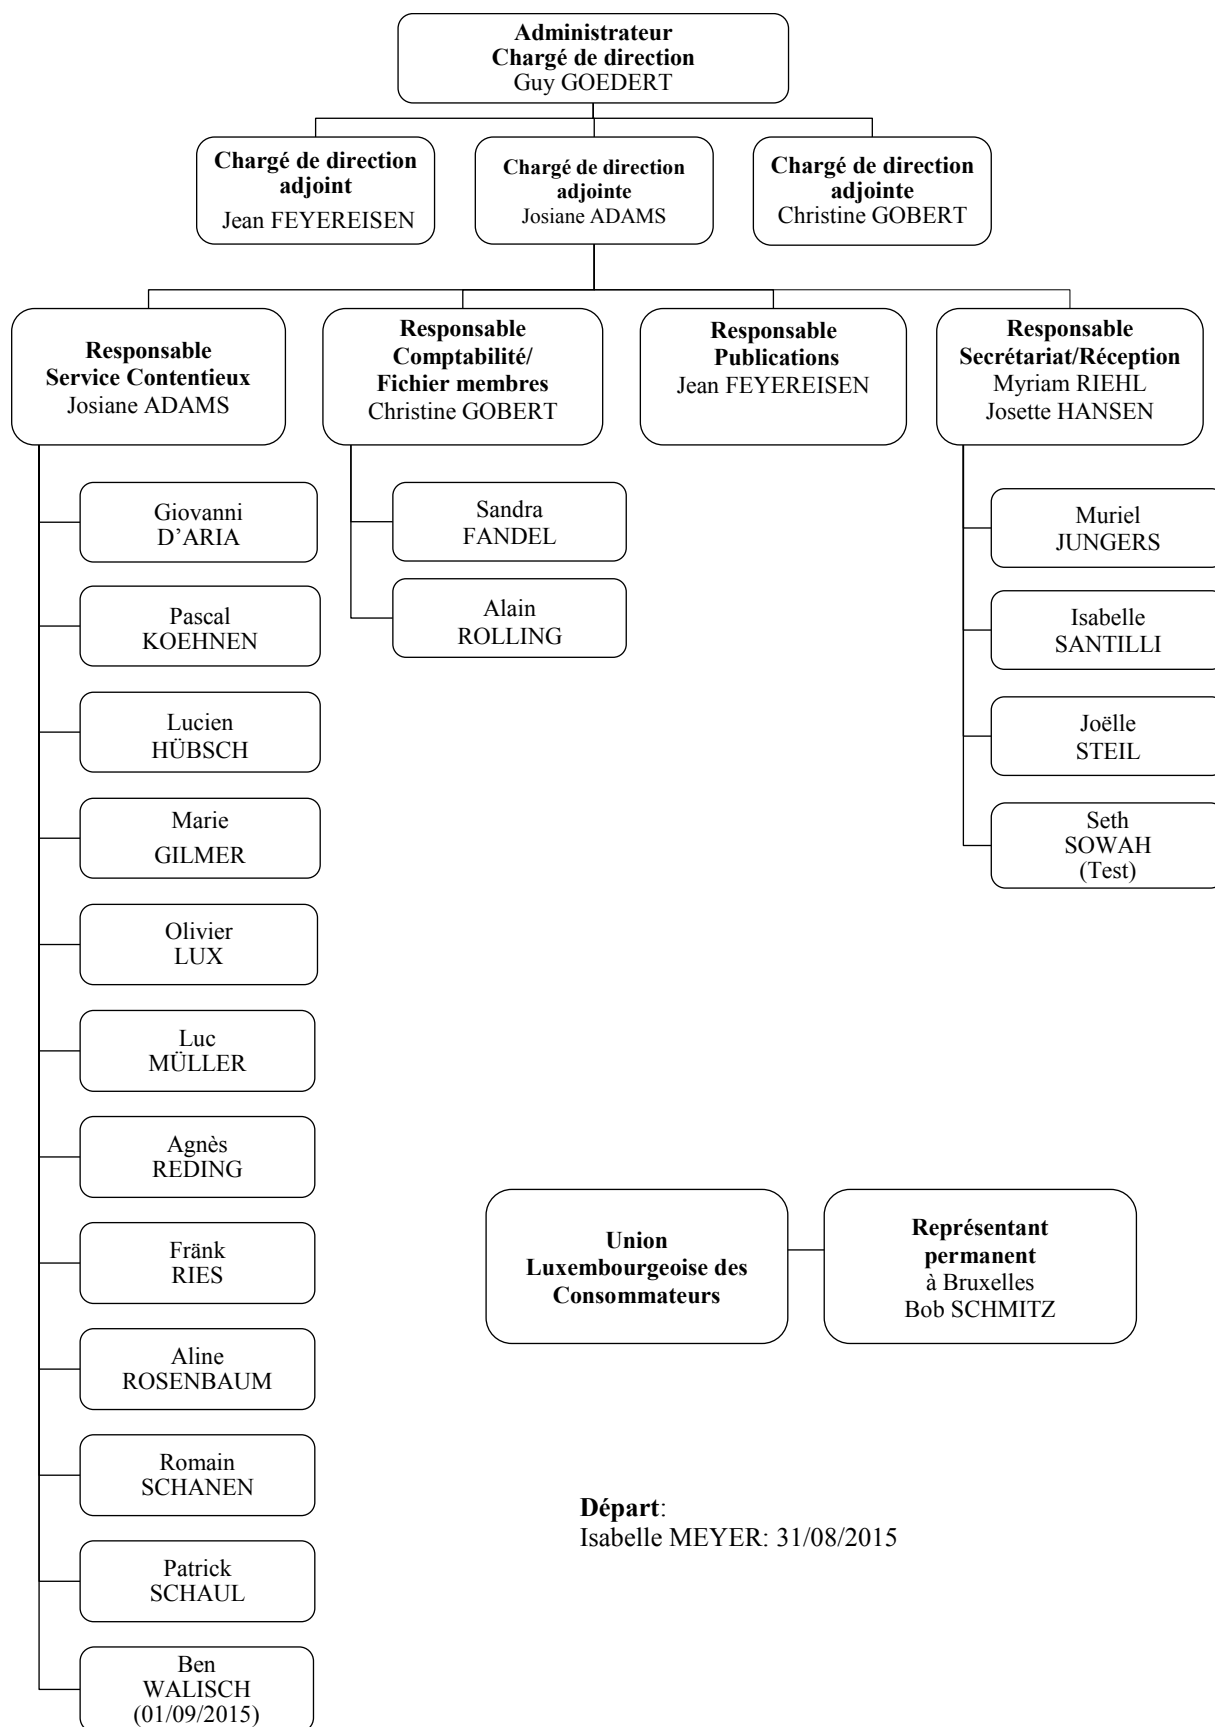 Administrateur
Chargé de direction
Guy GOEDERT
Chargé de direction
adjoint
Jean FEYEREISEN
Chargé de direction
adjointe
Josiane ADAMS
Chargé de direction
adjointe
Christine GOBERT
Responsable
Service Contentieux
Josiane ADAMS
Responsable
Comptabilité/
Fichier membres
Christine GOBERT
Responsable
Publications
Jean FEYEREISEN
Responsable
Secrétariat/Réception
Myriam RIEHL
Josette HANSEN
Giovanni
D’ARIA
Pascal
KOEHNEN
Lucien
HÜBSCH
Marie
GILMER
Olivier
LUX
Luc
MÜLLER
Agnès
REDING
Fränk
RIES
Aline
ROSENBAUM
Romain
SCHANEN
Patrick
SCHAUL
Ben
WALISCH
(01/09/2015)
Sandra
FANDEL
Alain
ROLLING
Muriel
JUNGERS
Isabelle
SANTILLI
Joëlle
STEIL
Seth
SOWAH
(Test)
Union
Luxembourgeoise des
Consommateurs
Représentant
permanent
à Bruxelles
Bob SCHMITZ
Départ:
Isabelle MEYER: 31/08/2015